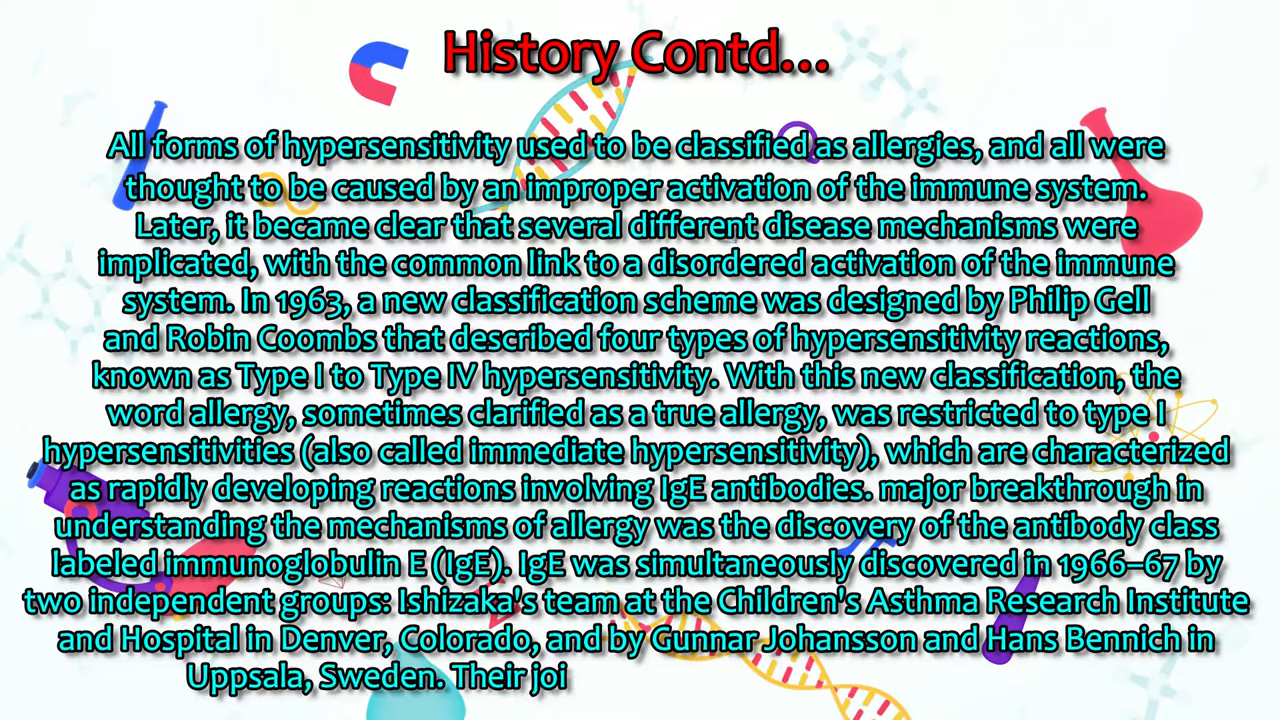 History Contd...
All forms of hypersensitivity used to be classified as allergies, and all were
thought to be caused by an improper activation of the immune system.
Later, it became clear that several different disease mechanisms were
implicated, with the common link to a disordered activation of the immune
system. In 1963, a new classification scheme was designed by Philip Gell
and Robin Coombs that described four types of hypersensitivity reactions,
known as Type I to Type IV hypersensitivity. With this new classification, the
word allergy, sometimes clarified as a true allergy, was restricted to type I
hypersensitivities (also called immediate hypersensitivity), which are characterized
as rapidly developing reactions involving IgE antibodies. major breakthrough in
understanding the mechanisms of allergy was the discovery of the antibody class
labeled immunoglobulin E (IgE). IgE was simultaneously discovered in 1966–67 by
two independent groups: Ishizaka's team at the Children's Asthma Research Institute
and Hospital in Denver, Colorado, and by Gunnar Johansson and Hans Bennich in
Uppsala, Sweden. Their joi